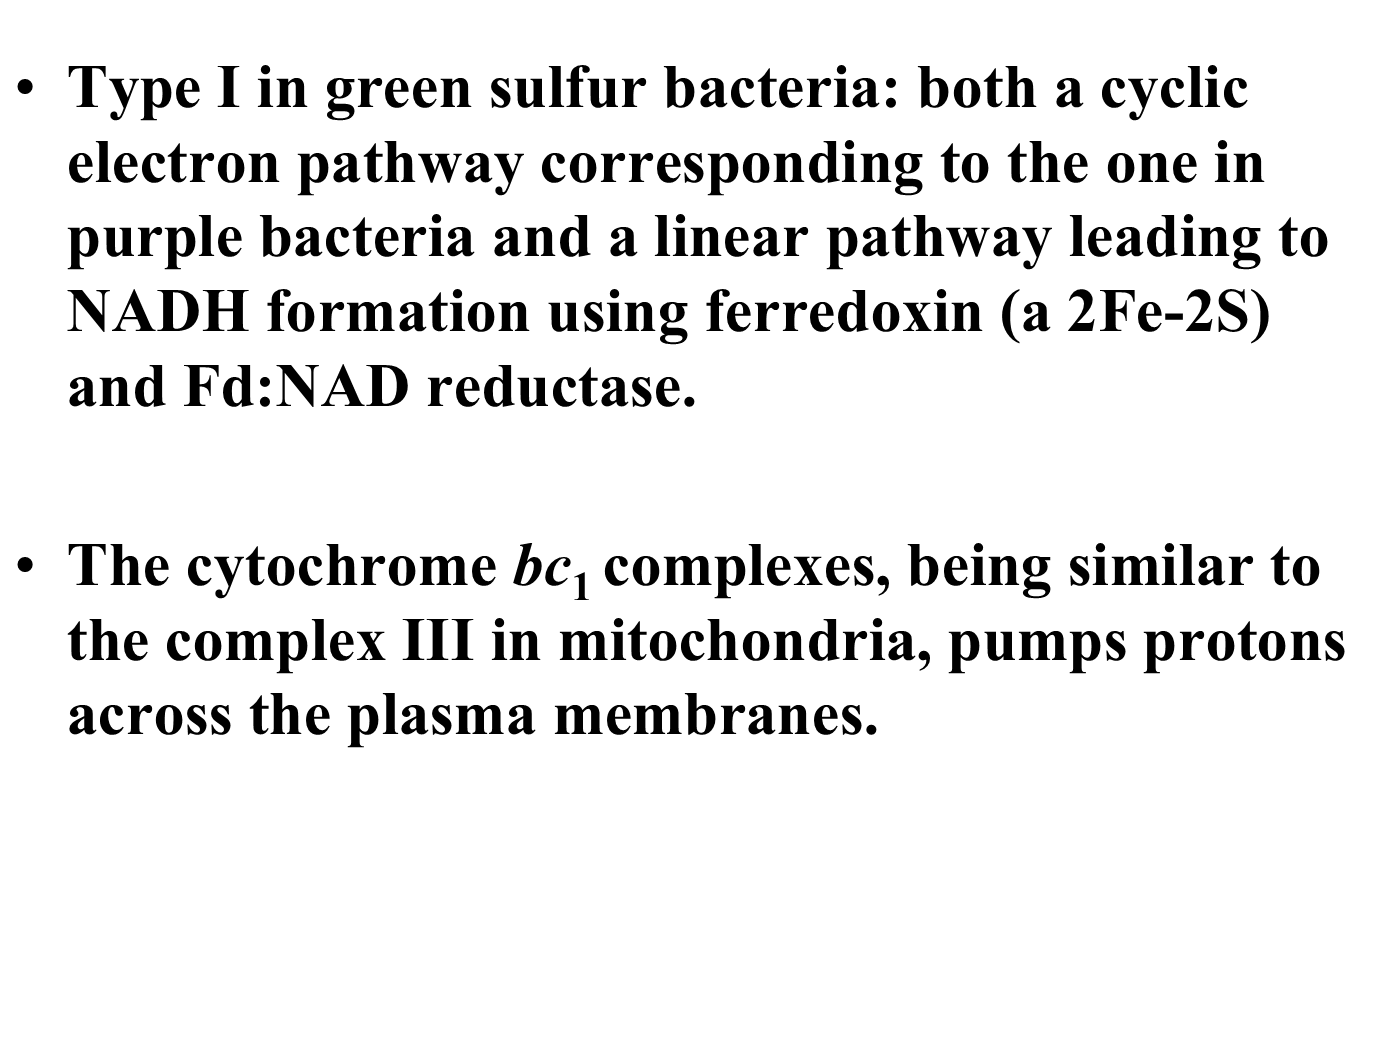 • Type I in green sulfur bacteria: both a cyclic
electron pathway corresponding to the one in
purple bacteria and a linear pathway leading to
NADH formation using ferredoxin (a 2Fe-2S)
and Fd:NAD reductase.
• The cytochrome bc1 complexes, being similar to
the complex III in mitochondria, pumps protons
across the plasma membranes.